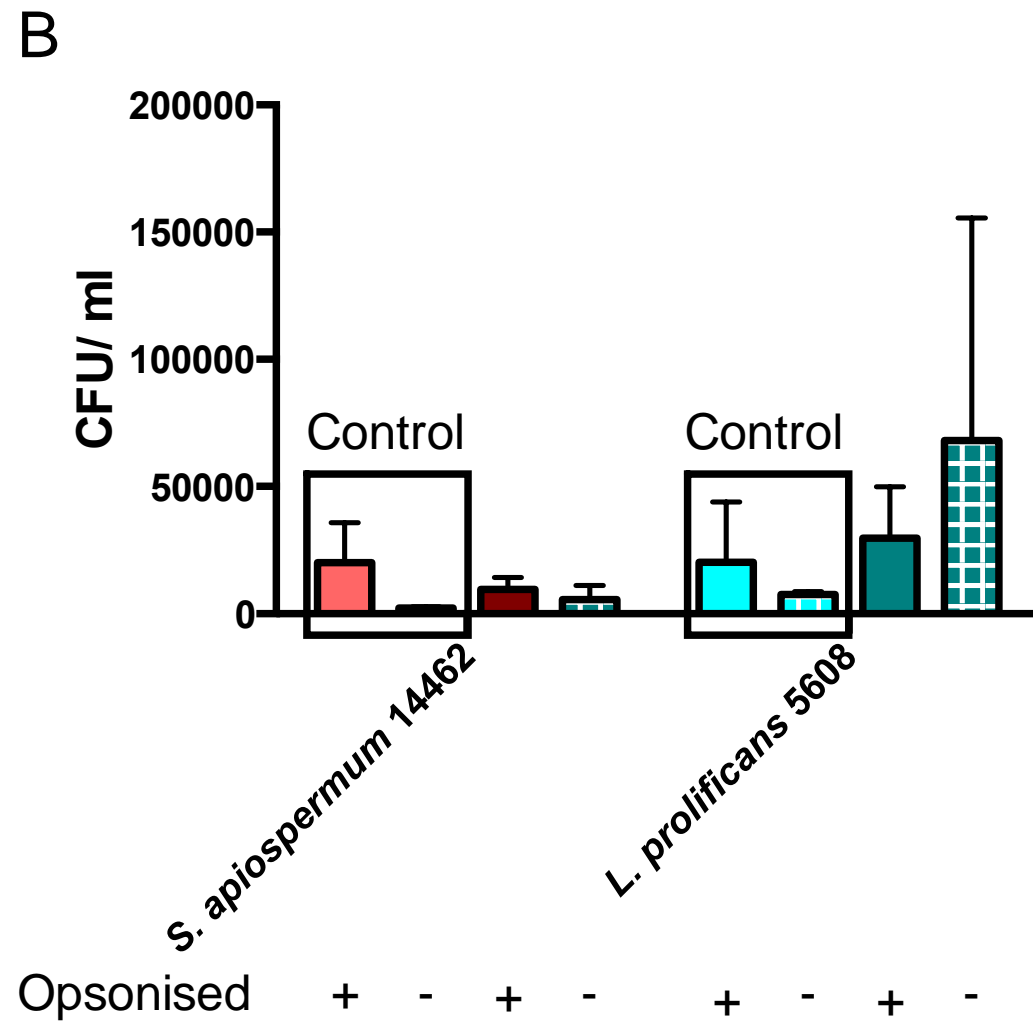 B
200000
150000
100000
50000
0
CFU/ ml
Control
Control
S. apiospermum 14462
L. prolificans 5608
Opsonised + - + - + - + -